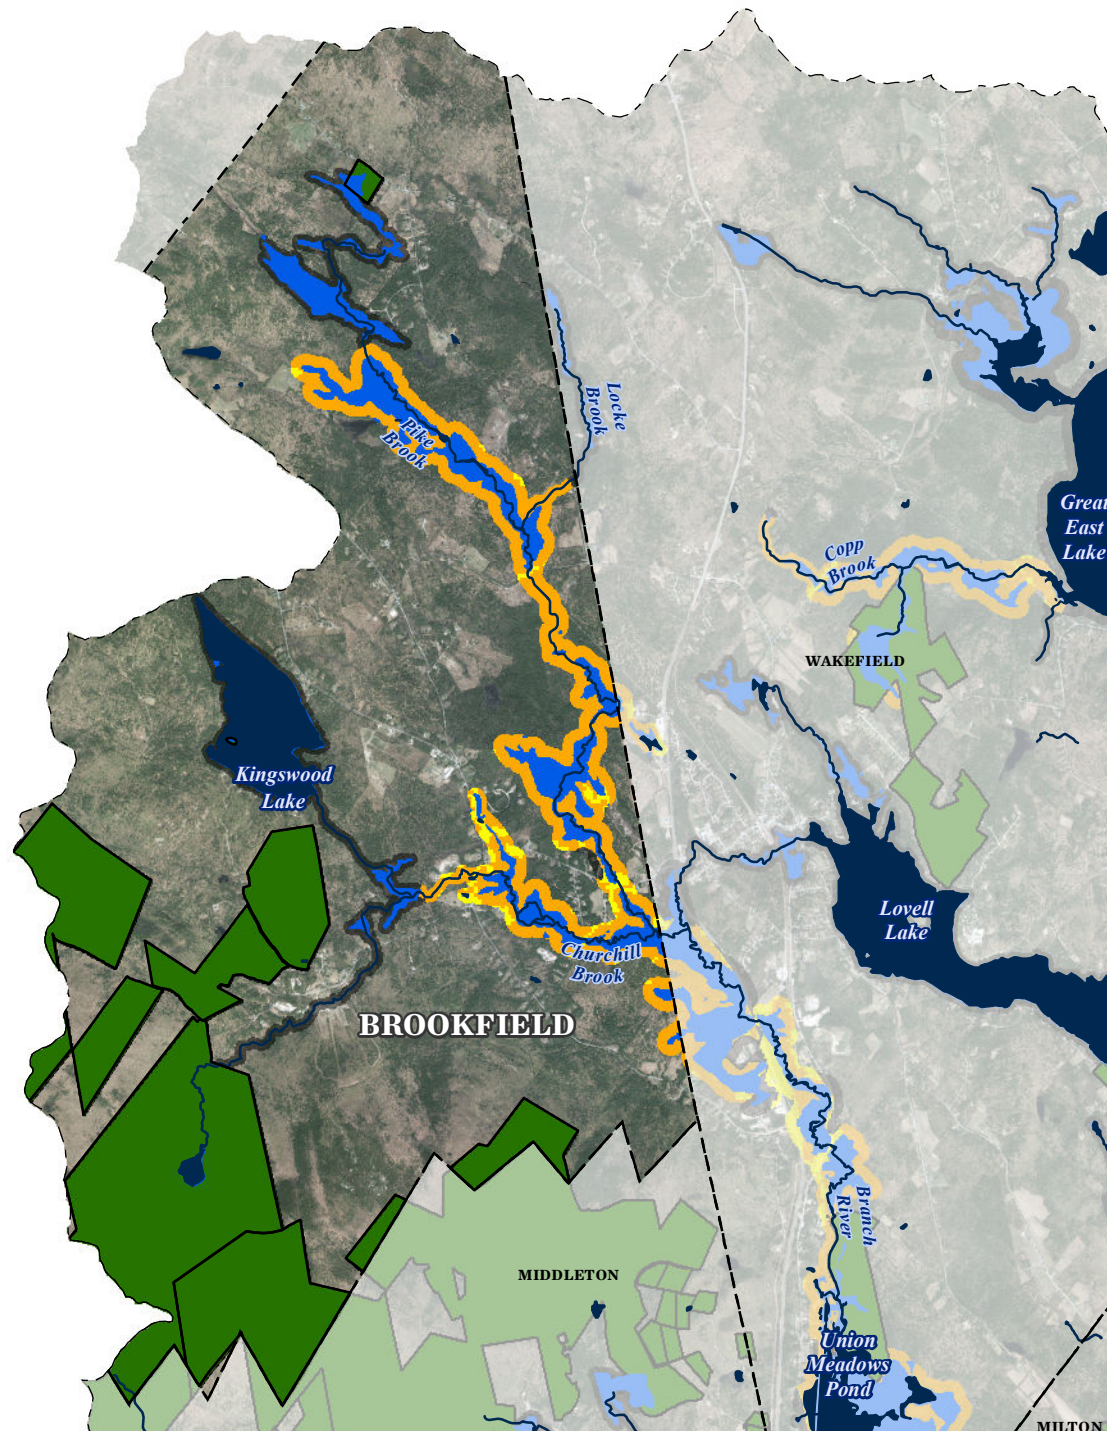 Locke
Brook
Pike
Brook
Great
East
Lake
Copp
Brook
WAKEFIELD
Kingswood
Lake
Lovell
Lake
Churchill
Brook
BROOKFIELD
Branch
River
MIDDLETON
Union
Meadows
Pond
MILTON